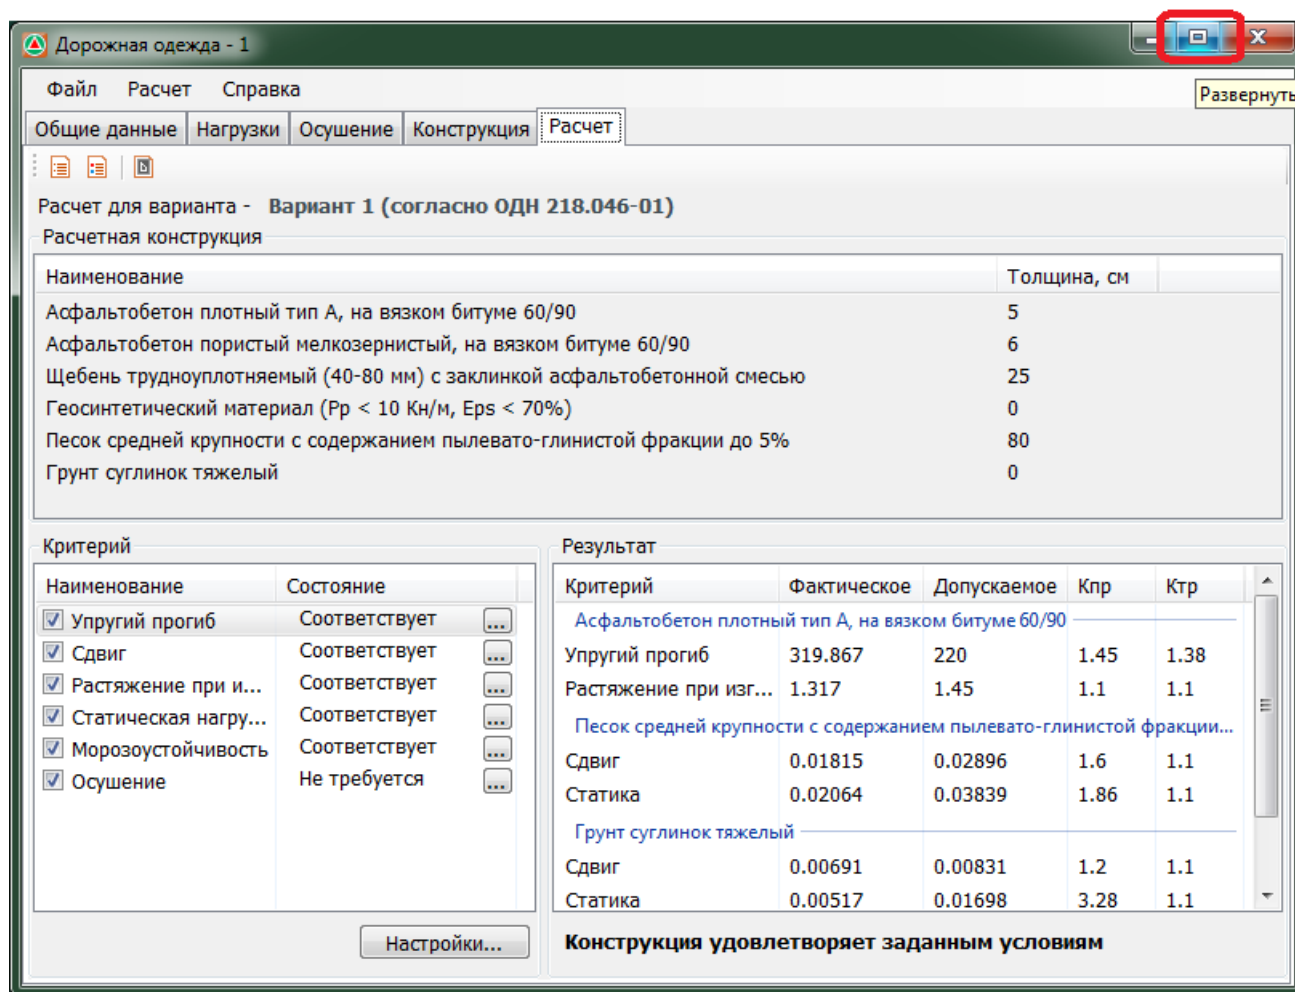 Дорожная одежда - 1
Файл Расчет Справка
Развернуть
Общие данные Нагрузки Осушение Конструкция Расчет
Расчет для варианта - Вариант 1 (согласно ОДН 218.046-01)
Расчетная конструкция
Наименование Толщина, см
Асфальтобетон плотный тип А, на вязком битуме 60/90 5
Асфальтобетон пористый мелкозернистый, на вязком битуме 60/90 6
Щебень трудноуплотняемый (40-80 мм) с заклинкой асфальтобетонной смесью 25
Геосинтетический материал (Pp < 10 Кн/м, Eps < 70%) 0
Песок средней крупности с содержанием пылевато-глинистой фракции до 5% 80
Грунт суглинок тяжелый 0
Критерий
Наименование Состояние
Упругий прогиб Соответствует ...
Сдвиг Соответствует ...
Растяжение при и... Соответствует ...
Статическая нагру... Соответствует ...
Морозоустойчивость Соответствует ...
Осушение Не требуется ...
Настройки...
Результат
Критерий Фактическое Допускаемое Кпр Ктр
Асфальтобетон плотный тип А, на вязком битуме 60/90
Упругий прогиб 319.867 220 1.45 1.38
Растяжение при изг... 1.317 1.45 1.1 1.1
Песок средней крупности с содержанием пылевато-глинистой фракции...
Сдвиг 0.01815 0.02896 1.6 1.1
Статика 0.02064 0.03839 1.86 1.1
Грунт суглинок тяжелый
Сдвиг 0.00691 0.00831 1.2 1.1
Статика 0.00517 0.01698 3.28 1.1
Конструкция удовлетворяет заданным условиям